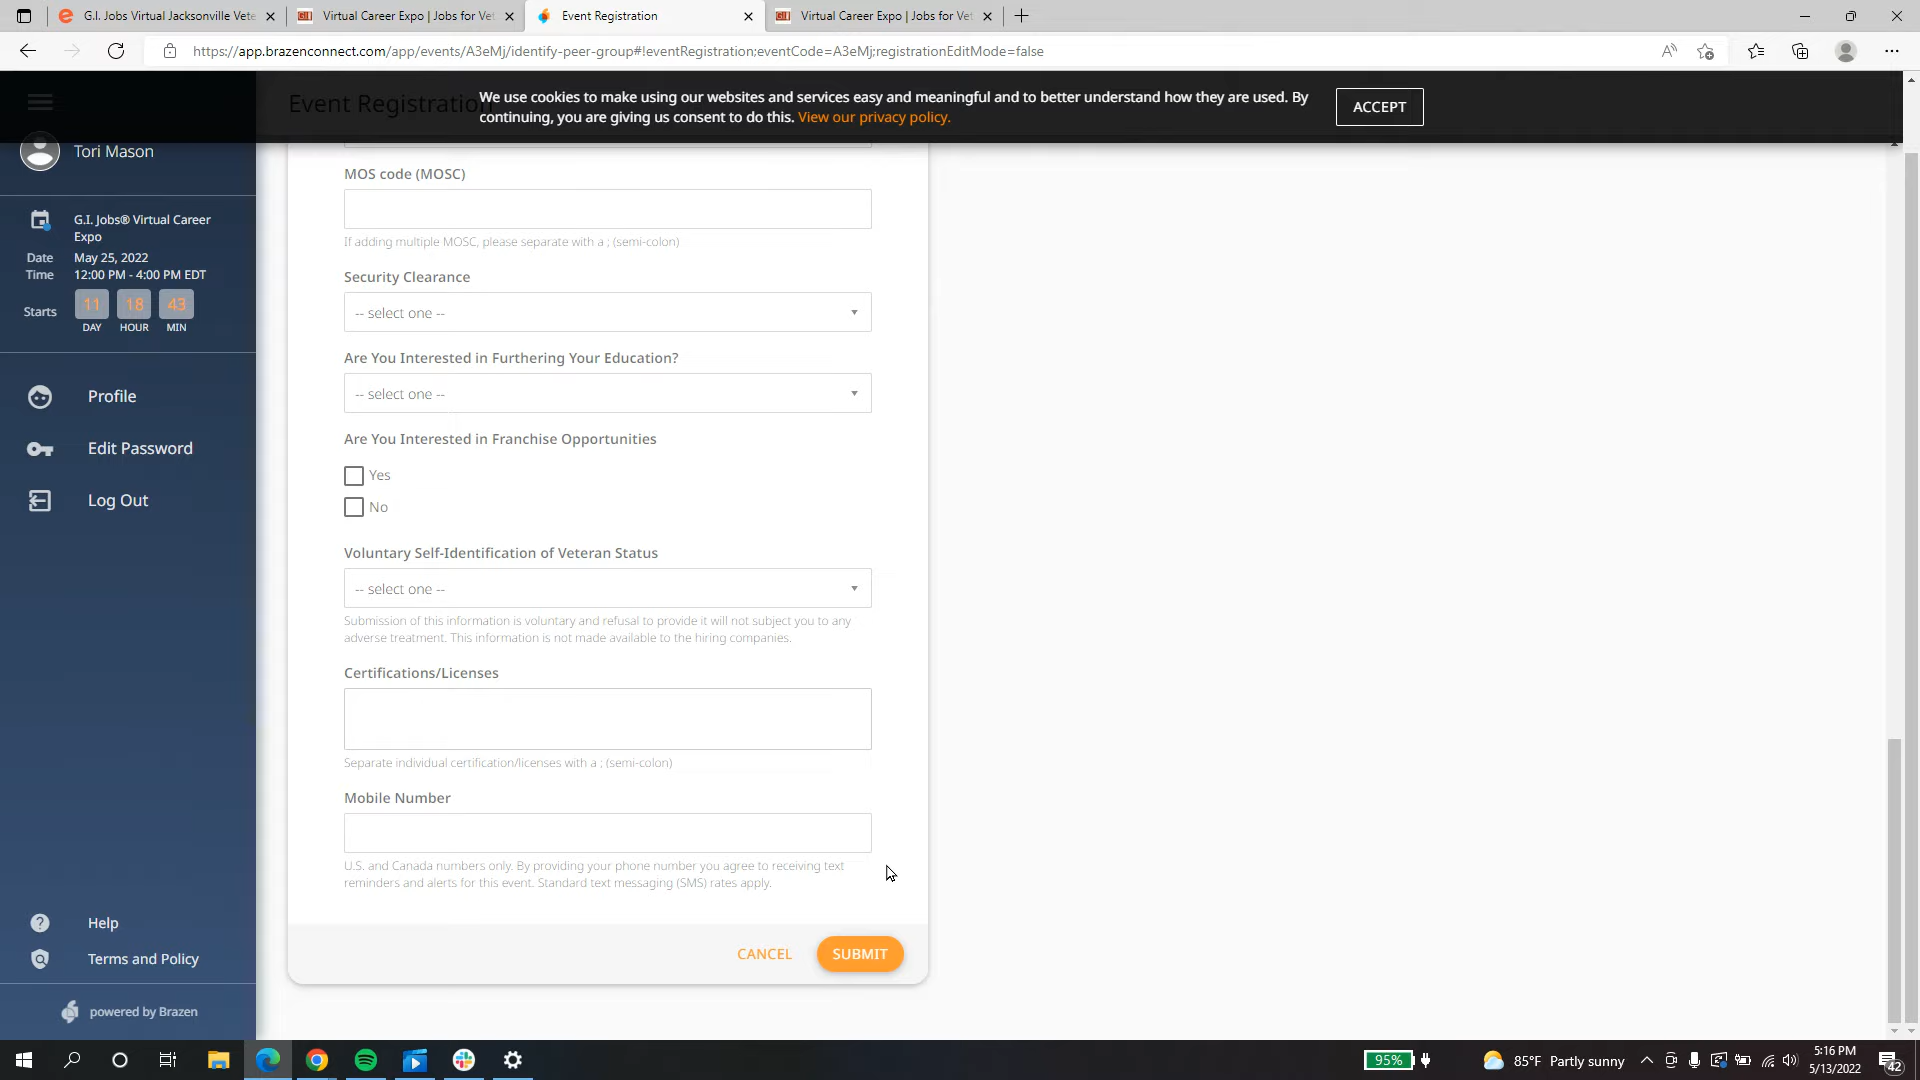 G.I. Jobs Virtual Jacksonville Vete
Virtual Career Expo | Jobs for Vet
Event Registration
Virtual Career Expo | Jobs for Vet
https://app.brazenconnect.com/app/events/A3eMj/identify-peer-group#!eventRegistration;eventCode=A3eMj;registrationEditMode=false
Event Registration
We use cookies to make using our websites and services easy and meaningful and to better understand how they are used. By
continuing, you are giving us consent to do this. View our privacy policy.
ACCEPT
Tori Mason
G.I. Jobs® Virtual Career
Expo
Date May 25, 2022
Time 12:00 PM - 4:00 PM EDT
Starts 11 18 43
DAY HOUR MIN
Profile
Edit Password
Log Out
Help
Terms and Policy
powered by Brazen
MOS code (MOSC)
If adding multiple MOSC, please separate with a ; (semi-colon)
Security Clearance
-- select one --
Are You Interested in Furthering Your Education?
-- select one --
Are You Interested in Franchise Opportunities
Yes
No
Voluntary Self-Identification of Veteran Status
-- select one --
Submission of this information is voluntary and refusal to provide it will not subject you to any
adverse treatment. This information is not made available to the hiring companies.
Certifications/Licenses
Separate individual certification/licenses with a ; (semi-colon)
Mobile Number
U.S. and Canada numbers only. By providing your phone number you agree to receiving text
reminders and alerts for this event. Standard text messaging (SMS) rates apply.
CANCEL
SUBMIT
95%
85°F Partly sunny
5:16 PM
5/13/2022
42